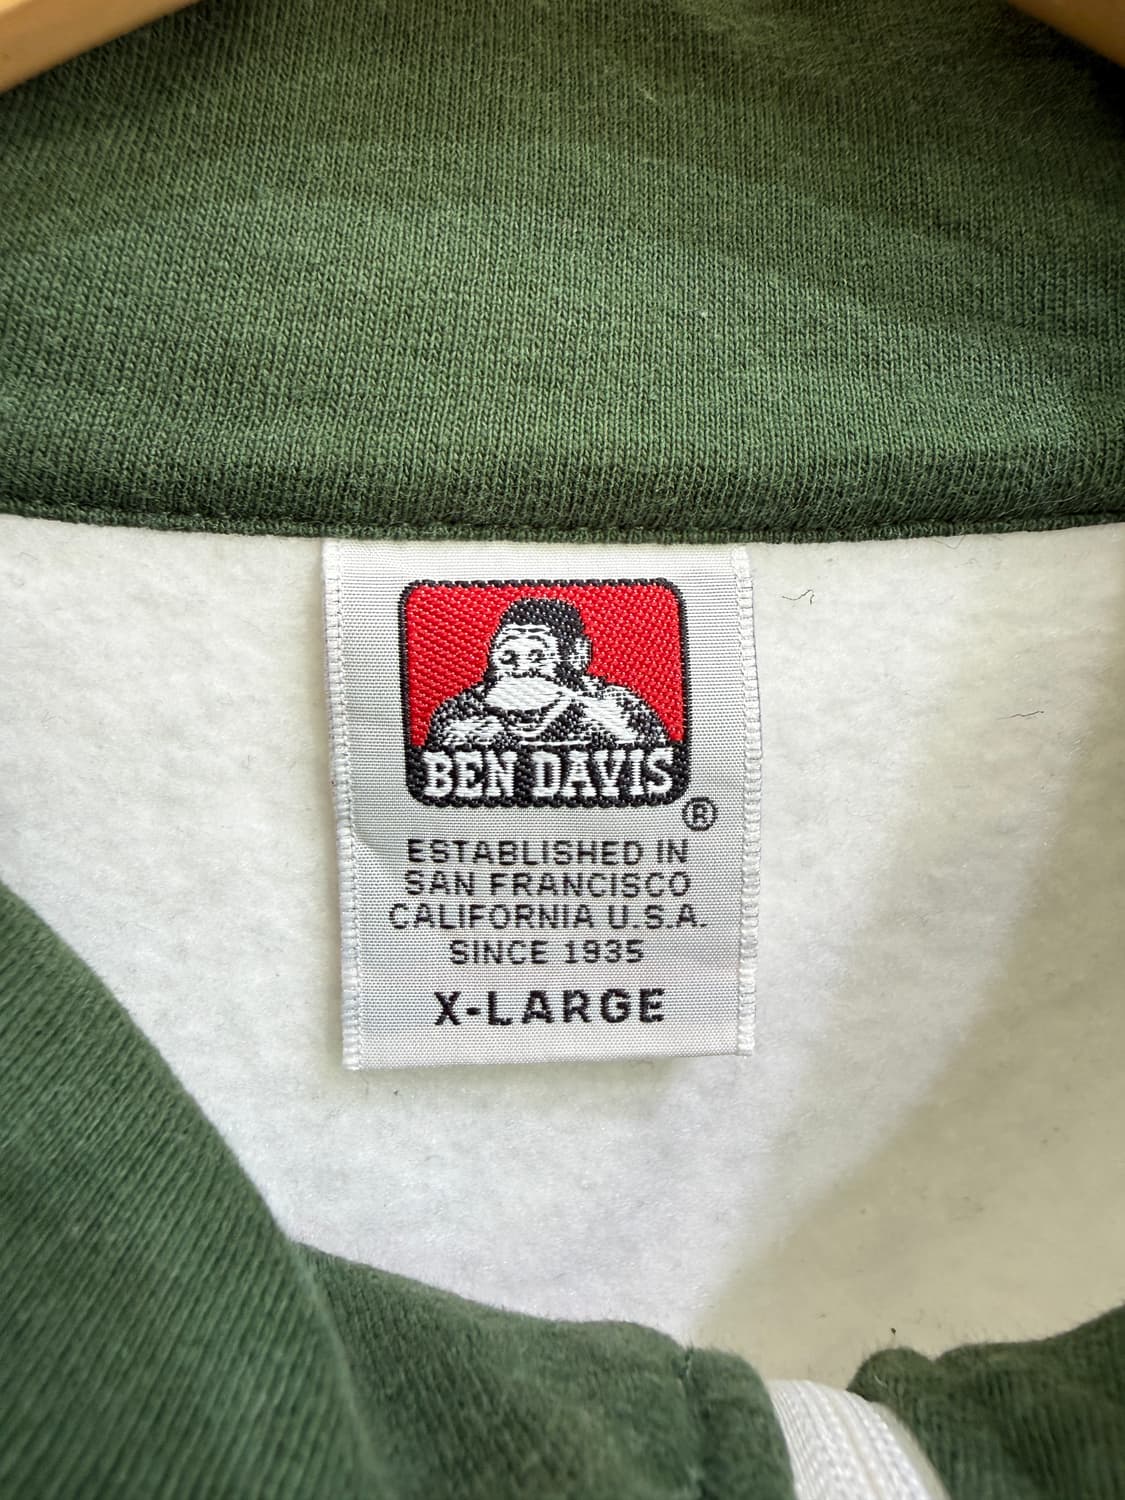 BEN DAVIS
®
ESTABLISHED IN
SAN FRANCISCO
CALIFORNIA U.S.A.
SINCE 1935
X-LARGE